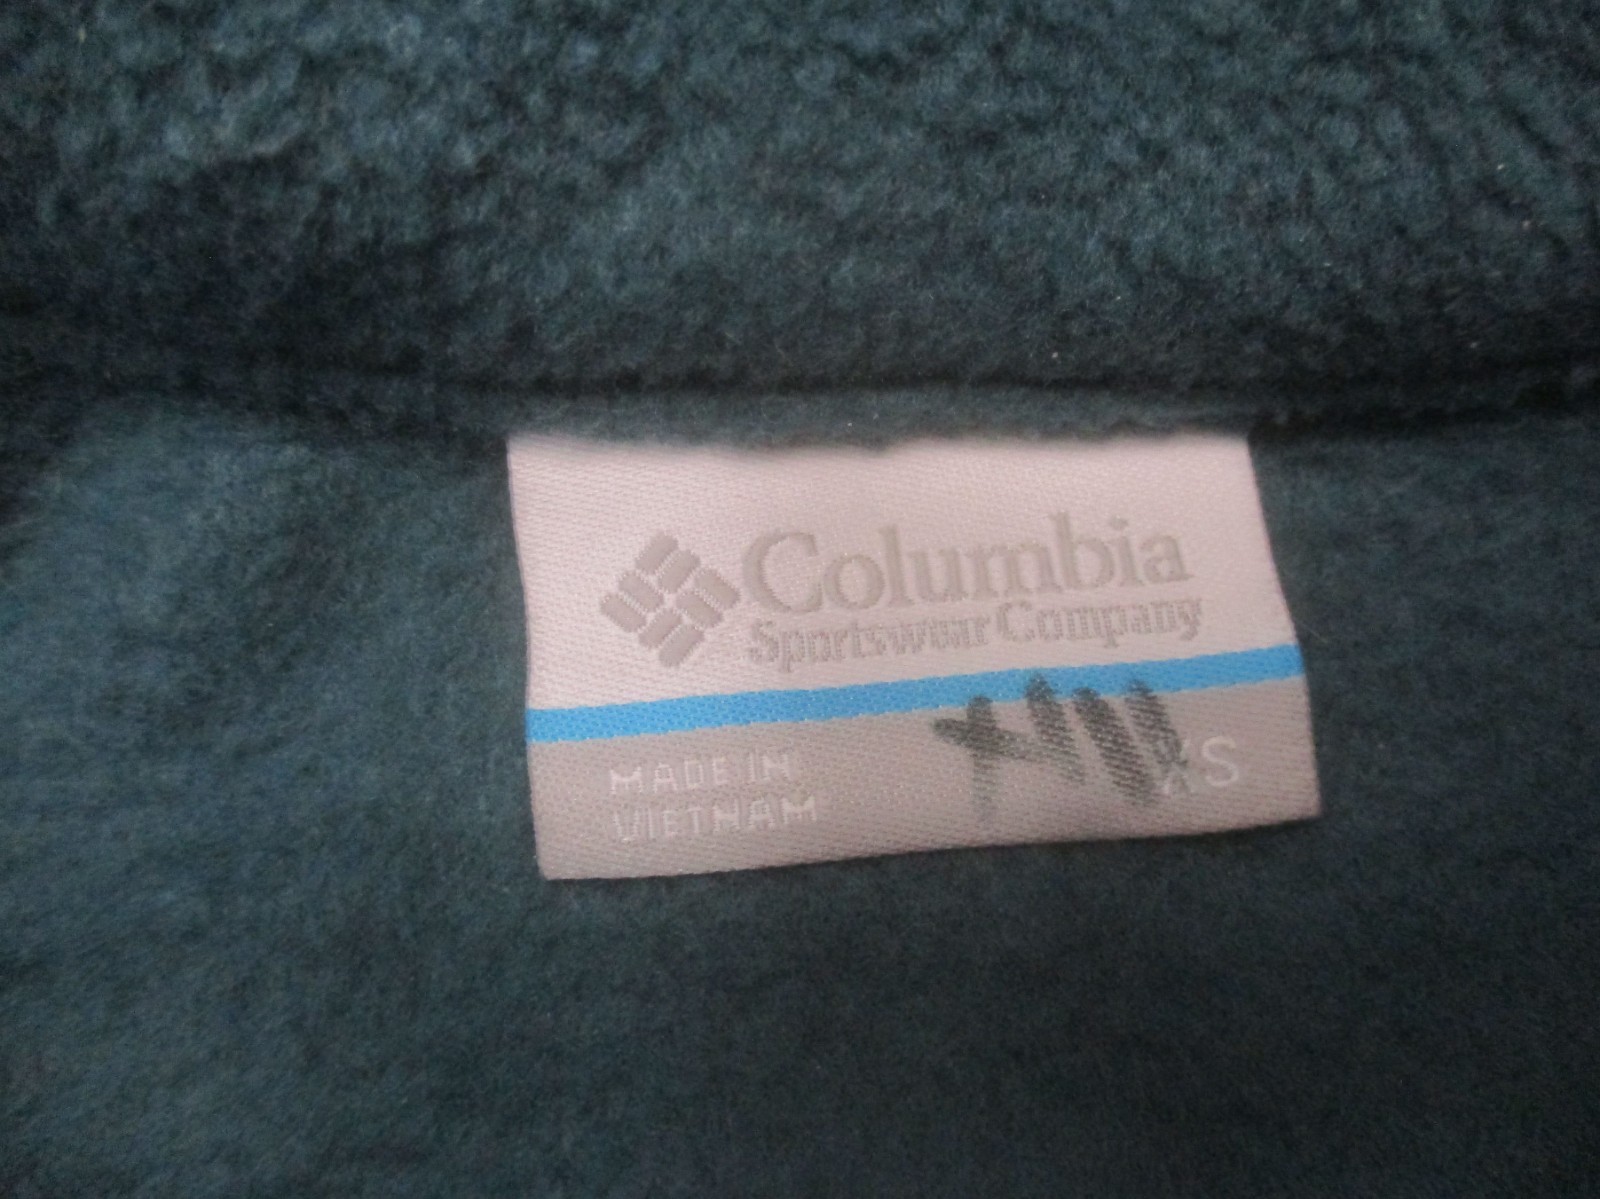 Columbia
Sportswear Company
MADE IN
VIETNAM
XS